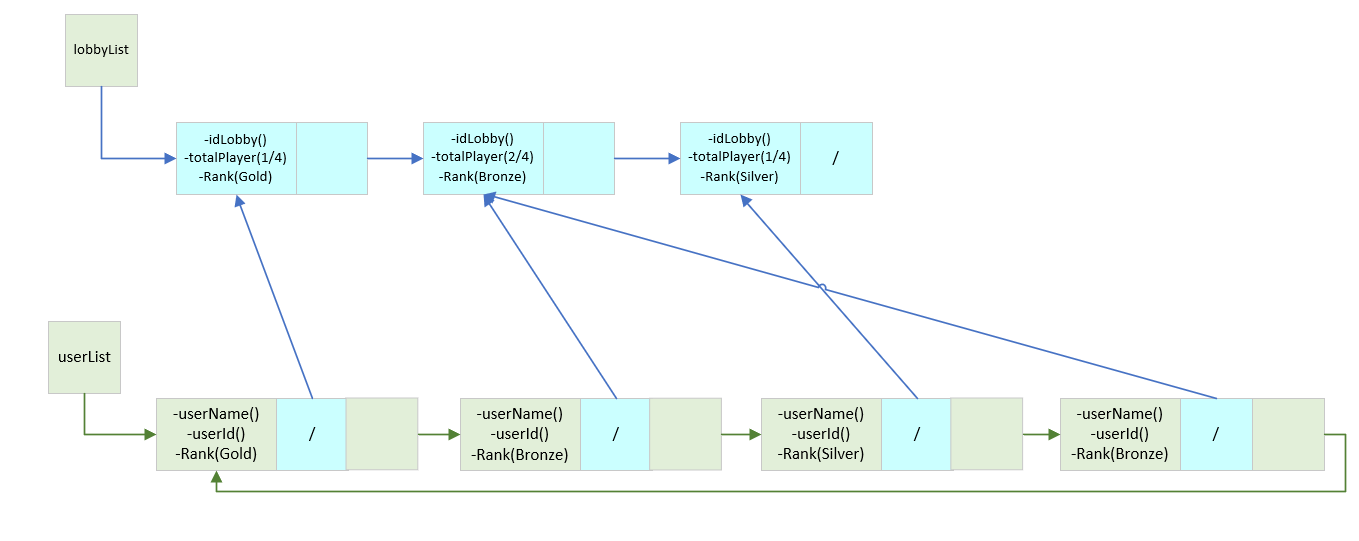 lobbyList
-idLobby()
-totalPlayer(1/4)
-Rank(Gold)
-idLobby()
-totalPlayer(2/4)
-Rank(Bronze)
-idLobby()
-totalPlayer(1/4)
-Rank(Silver)
/
userList
-userName()
-userId()
-Rank(Gold)
/
-userName()
-userId()
-Rank(Bronze)
/
-userName()
-userId()
-Rank(Silver)
/
-userName()
-userId()
-Rank(Bronze)
/